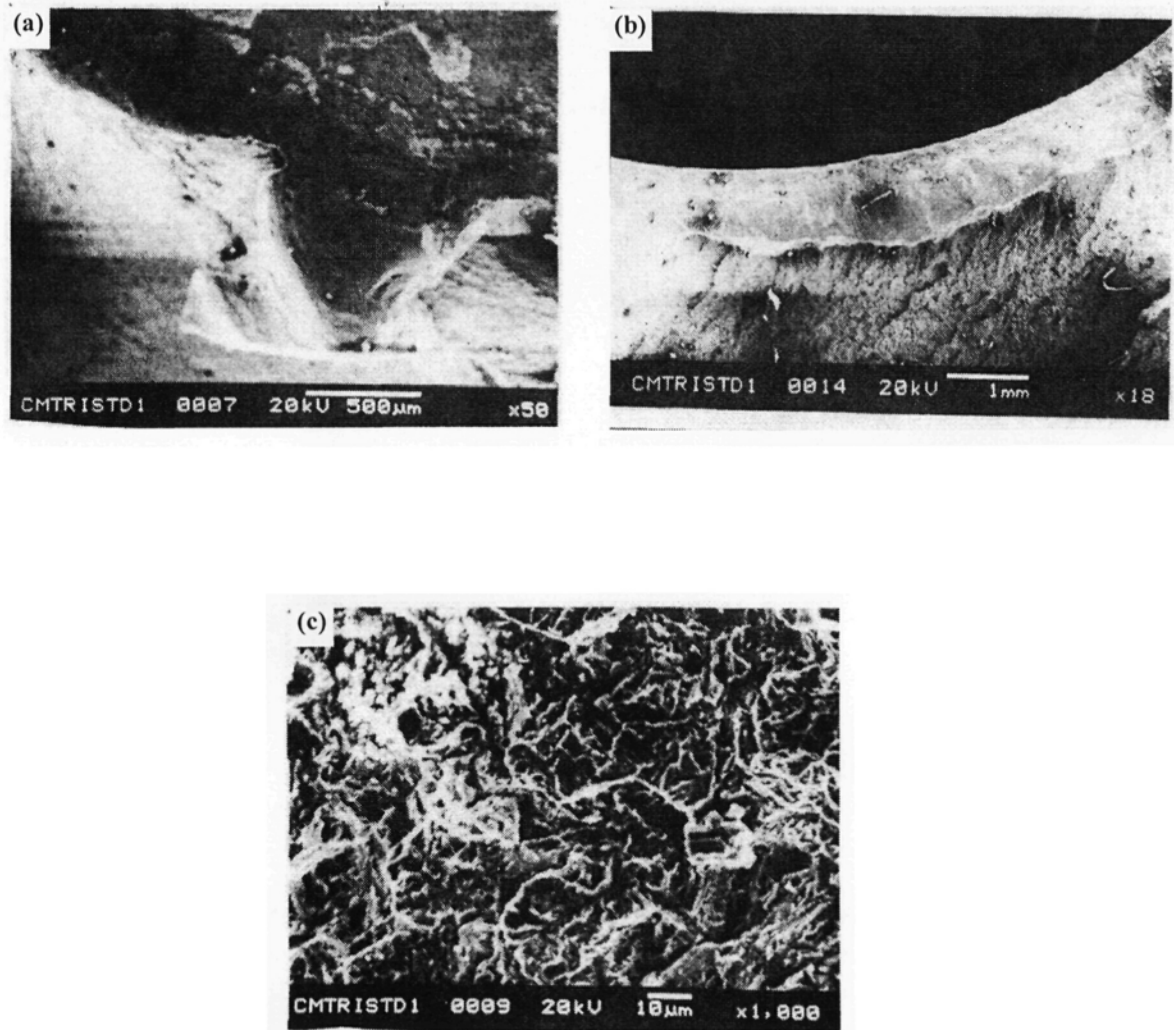 (a)
CMTRISTD1 0007 20kV 500µm x50
(b)
CMTRISTD1 0014 20kV 1mm x18
(c)
CMTRISTD1 0009 20kV 10µm x1,000